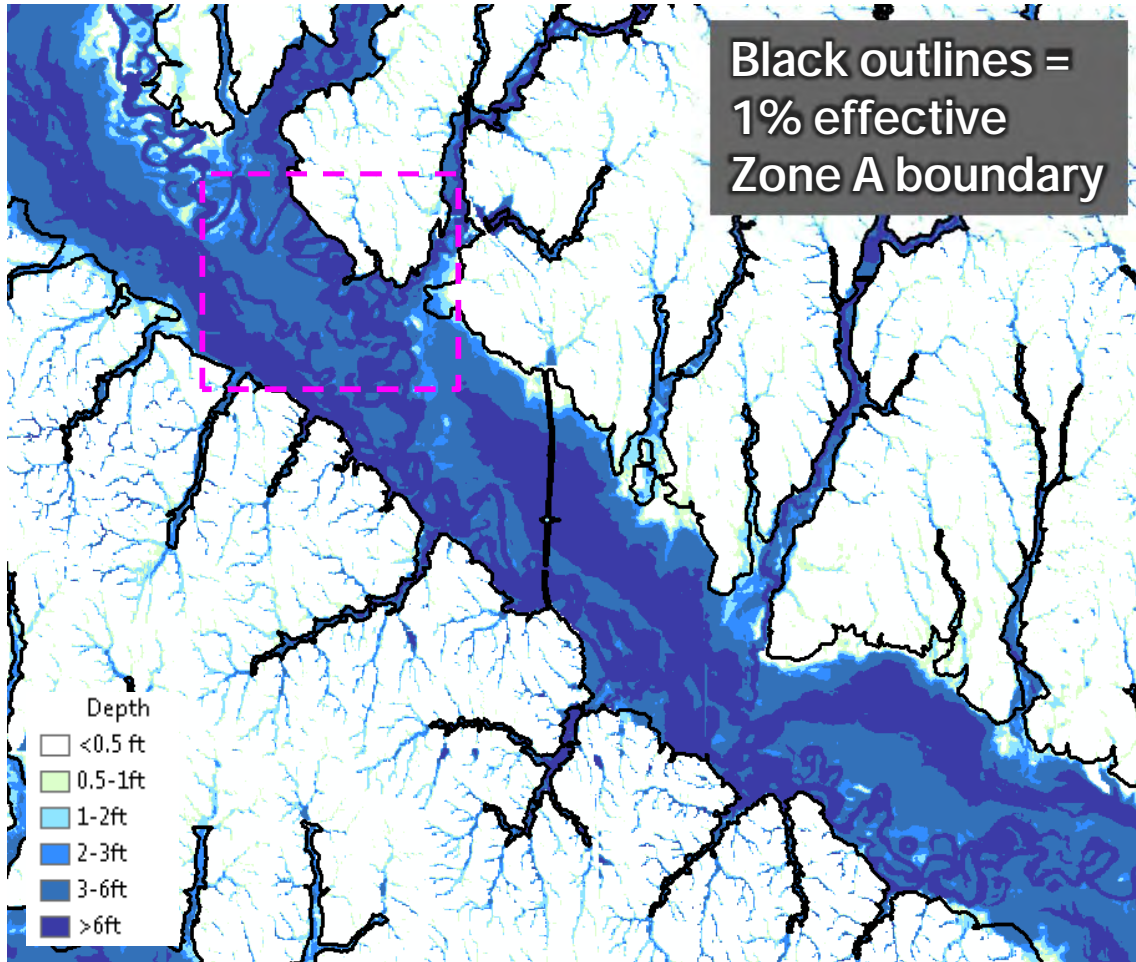 Black outlines =
1% effective
Zone A boundary
Depth
<0.5 ft
0.5-1ft
1-2ft
2-3ft
3-6ft
>6ft